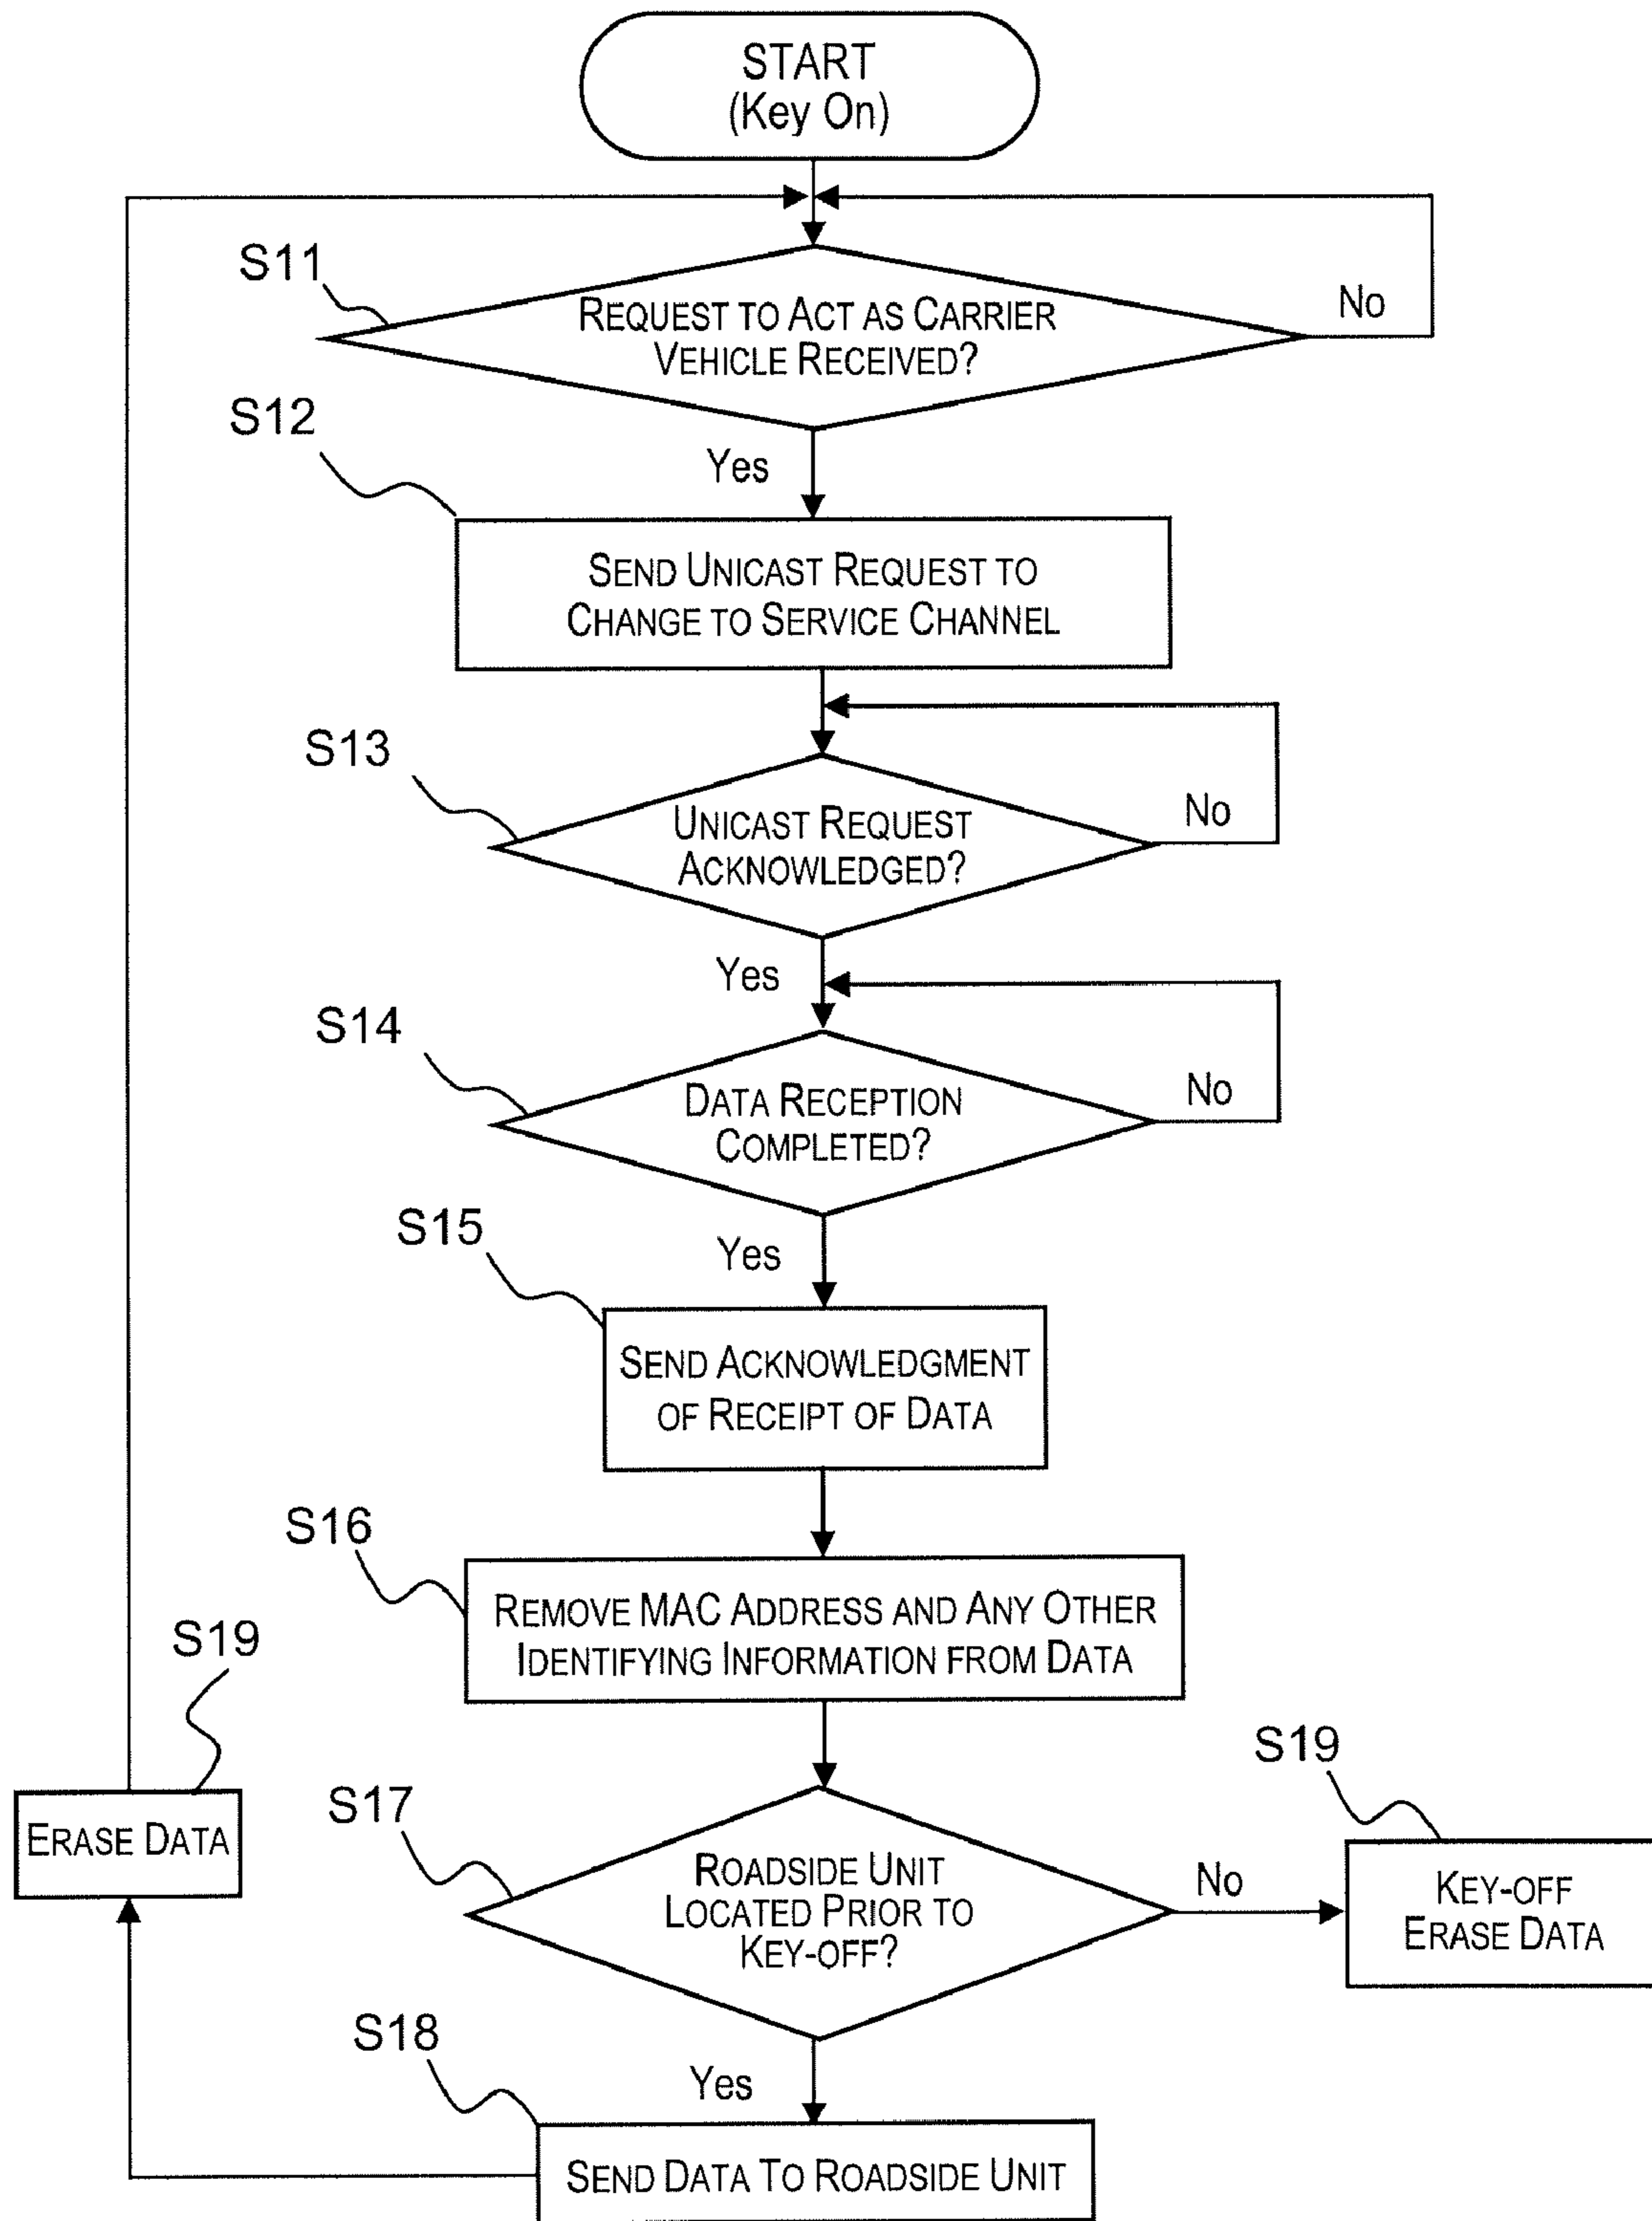 START
(Key On)
S11
REQUEST TO ACT AS CARRIER
VEHICLE RECEIVED?
No
S12
Yes
SEND UNICAST REQUEST TO
CHANGE TO SERVICE CHANNEL
S13
UNICAST REQUEST
ACKNOWLEDGED?
No
Yes
S14
DATA RECEPTION
COMPLETED?
No
S15
Yes
SEND ACKNOWLEDGMENT
OF RECEIPT OF DATA
S16
REMOVE MAC ADDRESS AND ANY OTHER
IDENTIFYING INFORMATION FROM DATA
S19
ERASE DATA
S17
ROADSIDE UNIT
LOCATED PRIOR TO
KEY-OFF?
No
S19
KEY-OFF
ERASE DATA
S18
Yes
SEND DATA TO ROADSIDE UNIT